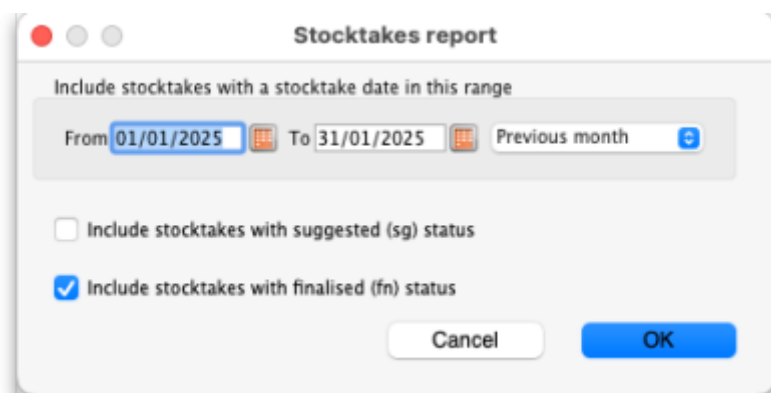 Stocktakes report
Include stocktakes with a stocktake date in this range
From 01/01/2025 To 31/01/2025 Previous month
Include stocktakes with suggested (sg) status
Include stocktakes with finalised (fn) status
Cancel OK